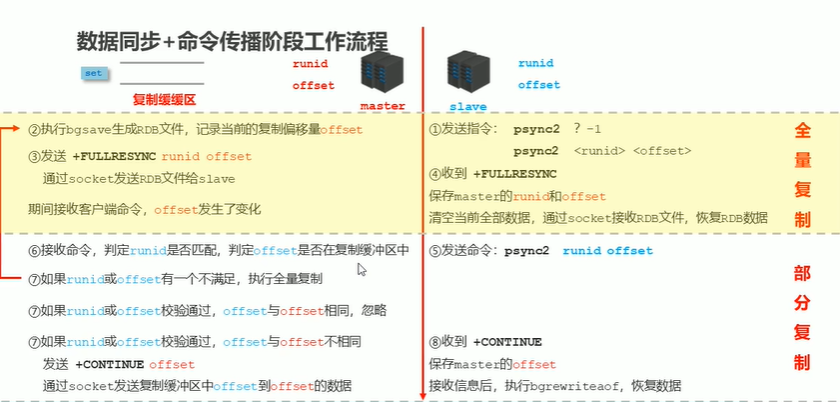 数据同步+命令传播阶段工作流程
set
复制缓缓区
runid
offset
master
runid
offset
slave
②执行bgsave生成RDB文件，记录当前的复制偏移量offset
③发送 +FULLRESYNC runid offset
通过socket发送RDB文件给slave
期间接收客户端命令，offset发生了变化
①发送指令： psync2 ? -1
psync2 <runid> <offset>
④收到 +FULLRESYNC
保存master的runid和offset
清空当前全部数据，通过socket接收RDB文件，恢复RDB数据
全量复制
⑥接收命令，判定runid是否匹配，判定offset是否在复制缓冲区中
⑦如果runid或offset有一个不满足，执行全量复制
⑦如果runid或offset校验通过，offset与offset相同，忽略
⑦如果runid或offset校验通过，offset与offset不相同
发送 +CONTINUE offset
通过socket发送复制缓冲区中offset到offset的数据
⑤发送命令：psync2 runid offset
⑧收到 +CONTINUE
保存master的offset
接收信息后，执行bgrewriteaof，恢复数据
部分复制